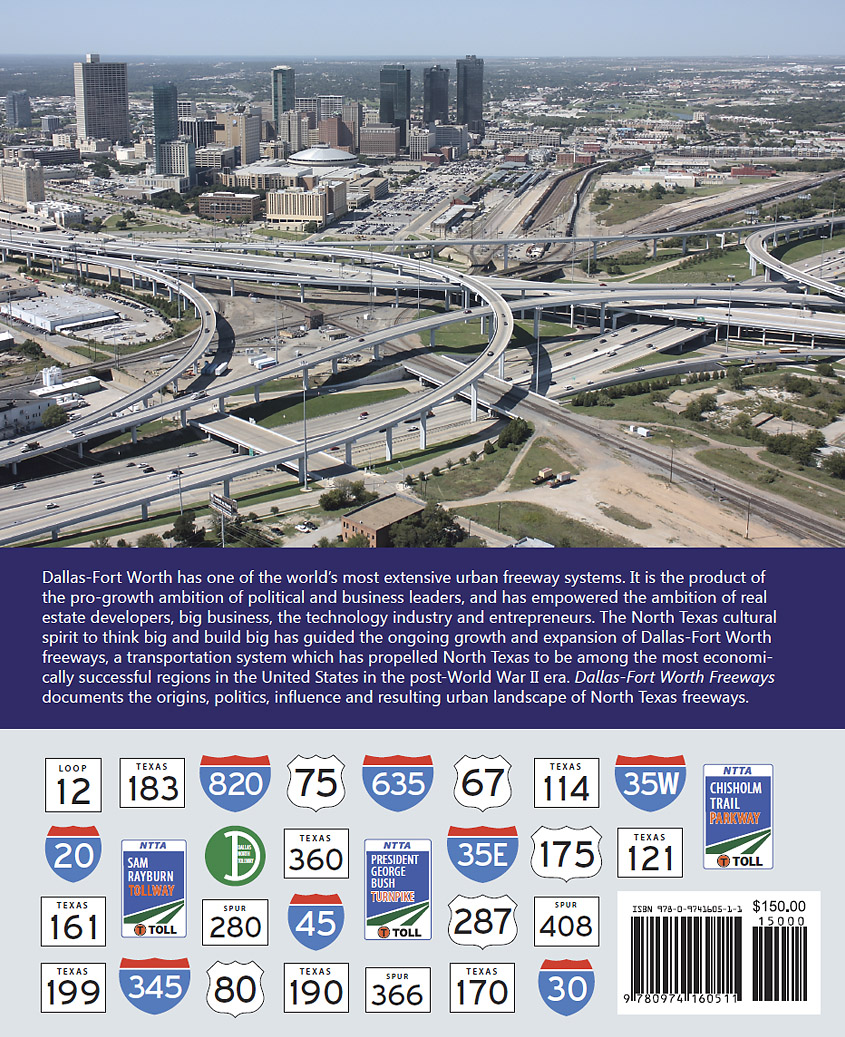 Dallas-Fort Worth has one of the world's most extensive urban freeway systems. It is the product of
the pro-growth ambition of political and business leaders, and has empowered the ambition of real
estate developers, big business, the technology industry and entrepreneurs. The North Texas cultural
spirit to think big and build big has guided the ongoing growth and expansion of Dallas-Fort Worth
freeways, a transportation system which has propelled North Texas to be among the most economi-
cally successful regions in the United States in the post-World War II era. Dallas-Fort Worth Freeways
documents the origins, politics, influence and resulting urban landscape of North Texas freeways.
LOOP
12
TEXAS
183
820
75
635
67
TEXAS
114
35W
NTTA
CHISHOLM
TRAIL
PARKWAY
TOLL
20
NTTA
SAM
RAYBURN
TOLLWAY
TOLL
DALLAS
NORTH
TOLLWAY
TEXAS
360
NTTA
PRESIDENT
GEORGE
BUSH
TURNPIKE
TOLL
35E
175
TEXAS
121
TEXAS
161
SPUR
280
45
287
SPUR
408
ISBN 978-0-9741605-1-1
$150.00
15000
9 780974 160511
TEXAS
199
345
80
TEXAS
190
SPUR
366
TEXAS
170
30